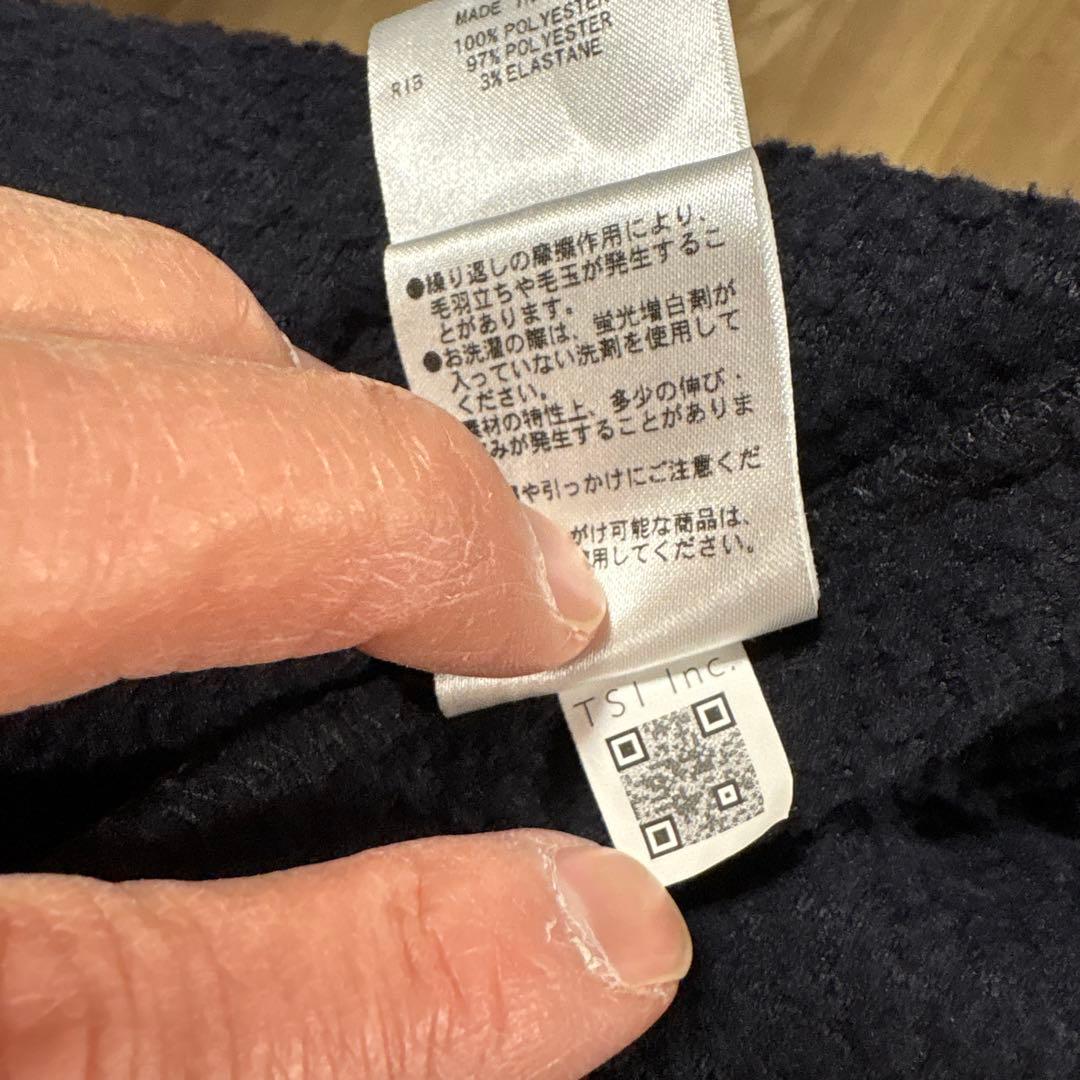 MADE
100% POLYESTER
97% POLYESTER
RIB 3% ELASTANE
●繰り返しの摩擦作用により、
毛羽立ちや毛玉が発生するこ
とがあります。
●お洗濯の際は、蛍光増白剤が
入っていない洗剤を使用して
ください。
素材の特性上、多少の伸び・
みが発生することがありま
や引っかけにご注意くだ
がけ可能な商品は、
用してください。
TSI Inc.